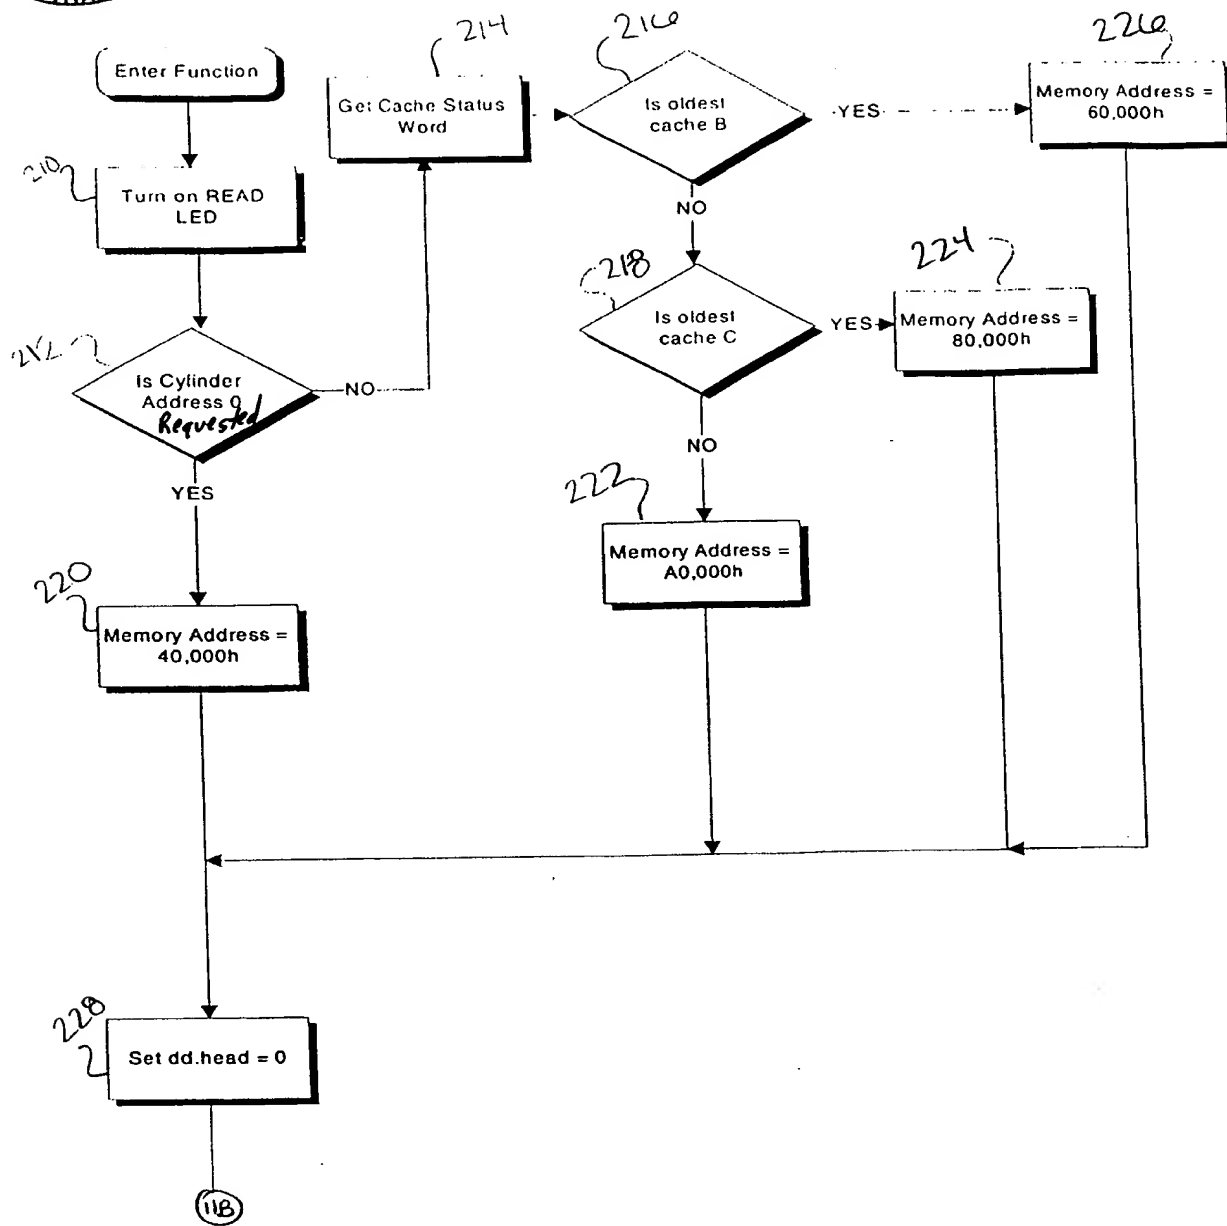 Enter Function
210
Turn on READ
LED
212
Is Cylinder
Address 0
Requested
NO
YES
214
Get Cache Status
Word
216
Is oldest
cache B
YES
NO
226
Memory Address =
60,000h
218
Is oldest
cache C
YES
NO
224
Memory Address =
80,000h
222
Memory Address =
A0,000h
220
Memory Address =
40,000h
228
Set dd.head = 0
11B